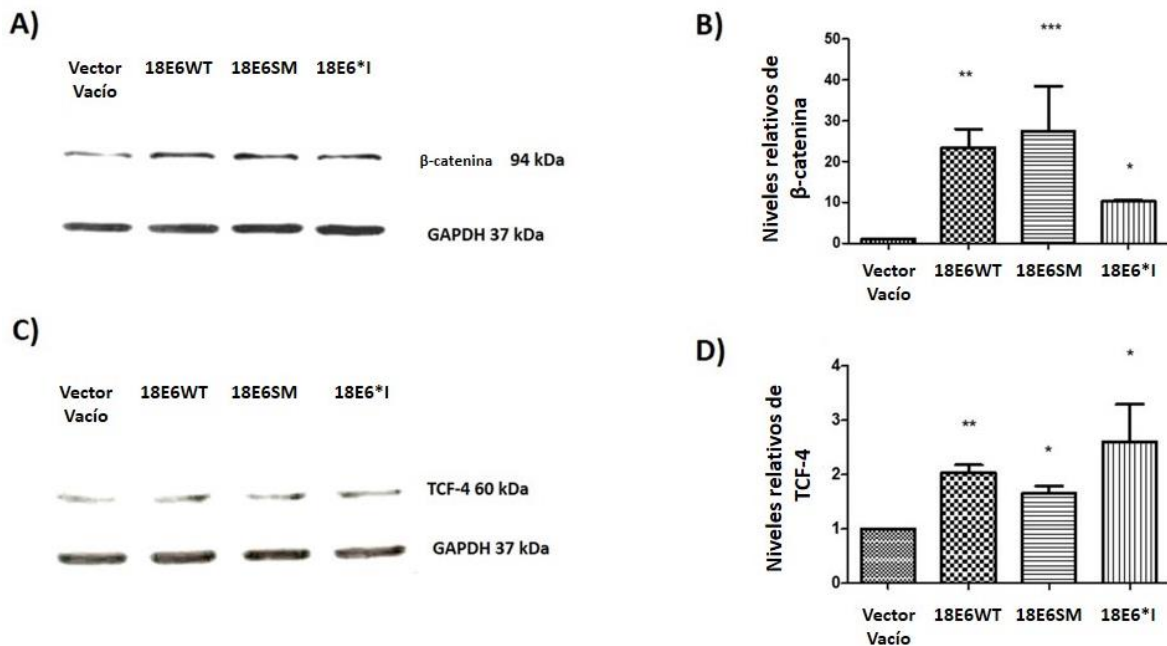 A)
Vector 18E6WT 18E6SM 18E6*I
Vacío
β-catenina 94 kDa
GAPDH 37 kDa
B)
Niveles relativos de
β-catenina
50
40
30
20
10
0
**
***
*
Vector 18E6WT 18E6SM 18E6*I
Vacío
C)
Vector 18E6WT 18E6SM 18E6*I
Vacío
TCF-4 60 kDa
GAPDH 37 kDa
D)
Niveles relativos de
TCF-4
4
3
2
1
0
**
*
*
Vector 18E6WT 18E6SM 18E6*I
Vacío